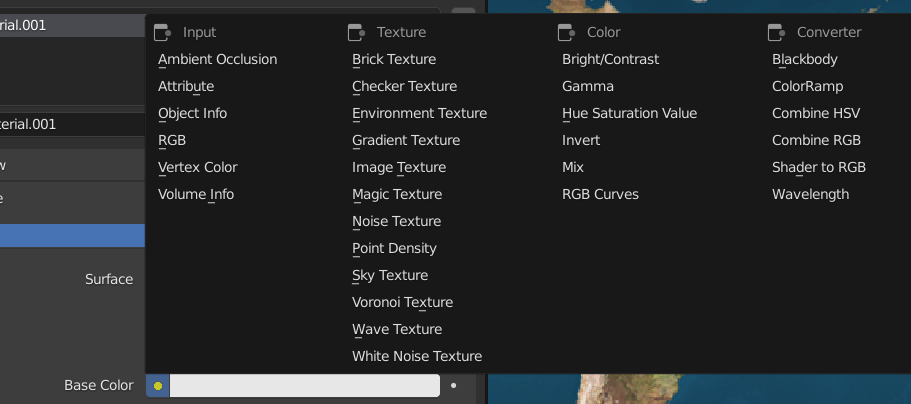 rial.001
Input
Texture
Color
Converter
Ambient Occlusion
Brick Texture
Bright/Contrast
Blackbody
Attribute
Checker Texture
Gamma
ColorRamp
Object Info
Environment Texture
Hue Saturation Value
Combine HSV
terial.001
RGB
Gradient Texture
Invert
Combine RGB
w
Vertex Color
Image Texture
Mix
Shader to RGB
e
Volume Info
Magic Texture
RGB Curves
Wavelength
Noise Texture
Point Density
Surface
Sky Texture
Voronoi Texture
Wave Texture
White Noise Texture
Base Color